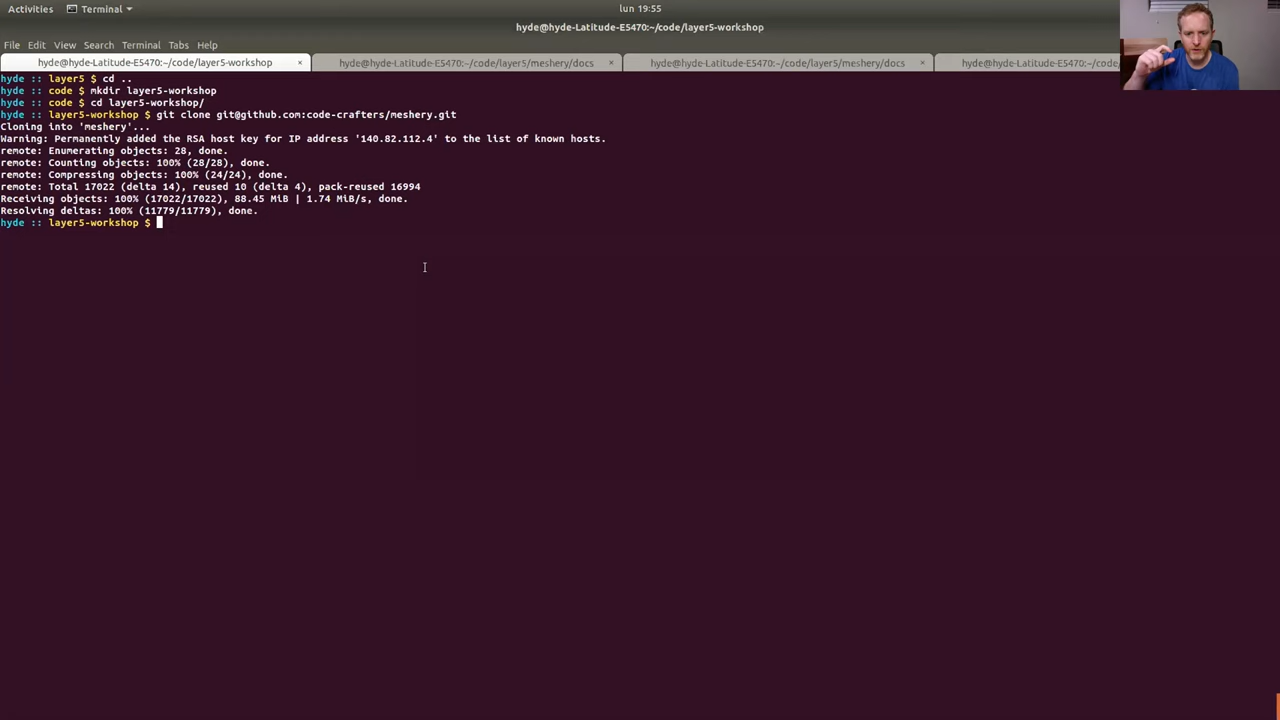 Activities Terminal lun 19:55
hyde@hyde-Latitude-E5470:~/code/layer5-workshop
File Edit View Search Terminal Tabs Help
hyde@hyde-Latitude-E5470:~/code/layer5-workshop × hyde@hyde-Latitude-E5470:~/code/layer5/meshery/docs × hyde@hyde-Latitude-E5470:~/code/layer5/meshery/docs × hyde@hyde-Latitude-E5470:~/code/
hyde :: layer5 $ cd ..
hyde :: code $ mkdir layer5-workshop
hyde :: code $ cd layer5-workshop/
hyde :: layer5-workshop $ git clone git@github.com:code-crafters/meshery.git
Cloning into 'meshery'...
Warning: Permanently added the RSA host key for IP address '140.82.112.4' to the list of known hosts.
remote: Enumerating objects: 28, done.
remote: Counting objects: 100% (28/28), done.
remote: Compressing objects: 100% (24/24), done.
remote: Total 17022 (delta 14), reused 10 (delta 4), pack-reused 16994
Receiving objects: 100% (17022/17022), 88.45 MiB | 1.74 MiB/s, done.
Resolving deltas: 100% (11779/11779), done.
hyde :: layer5-workshop $